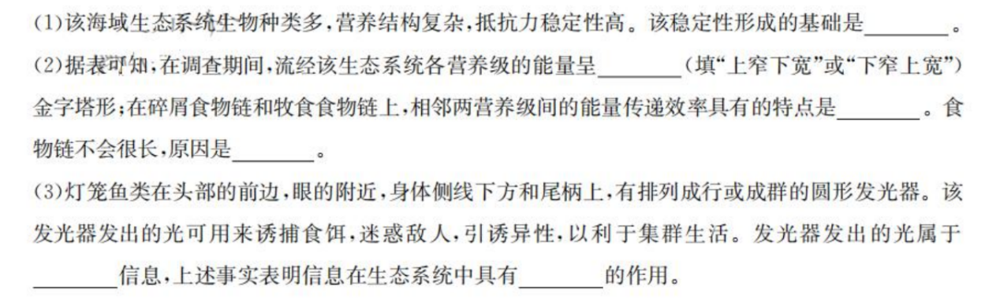 (1)该海域生态系统生物种类多,营养结构复杂,抵抗力稳定性高。该稳定性形成的基础是________。
(2)据表可知,在调查期间,流经该生态系统各营养级的能量呈________(填“上窄下宽”或“下窄上宽”)
金字塔形;在碎屑食物链和牧食食物链上,相邻两营养级间的能量传递效率具有的特点是________。食
物链不会很长,原因是________。
(3)灯笼鱼类在头部的前边,眼的附近,身体侧线下方和尾柄上,有排列成行或成群的圆形发光器。该
发光器发出的光可用来诱捕食饵,迷惑敌人,引诱异性,以利于集群生活。发光器发出的光属于
________信息,上述事实表明信息在生态系统中具有________的作用。